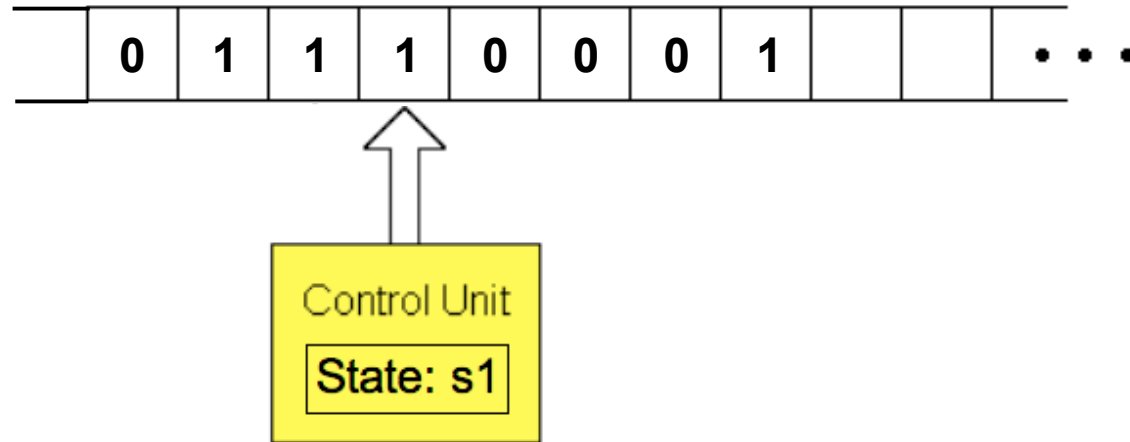 0 1 1 1 0 0 0 1 • • •
Control Unit
State: s1